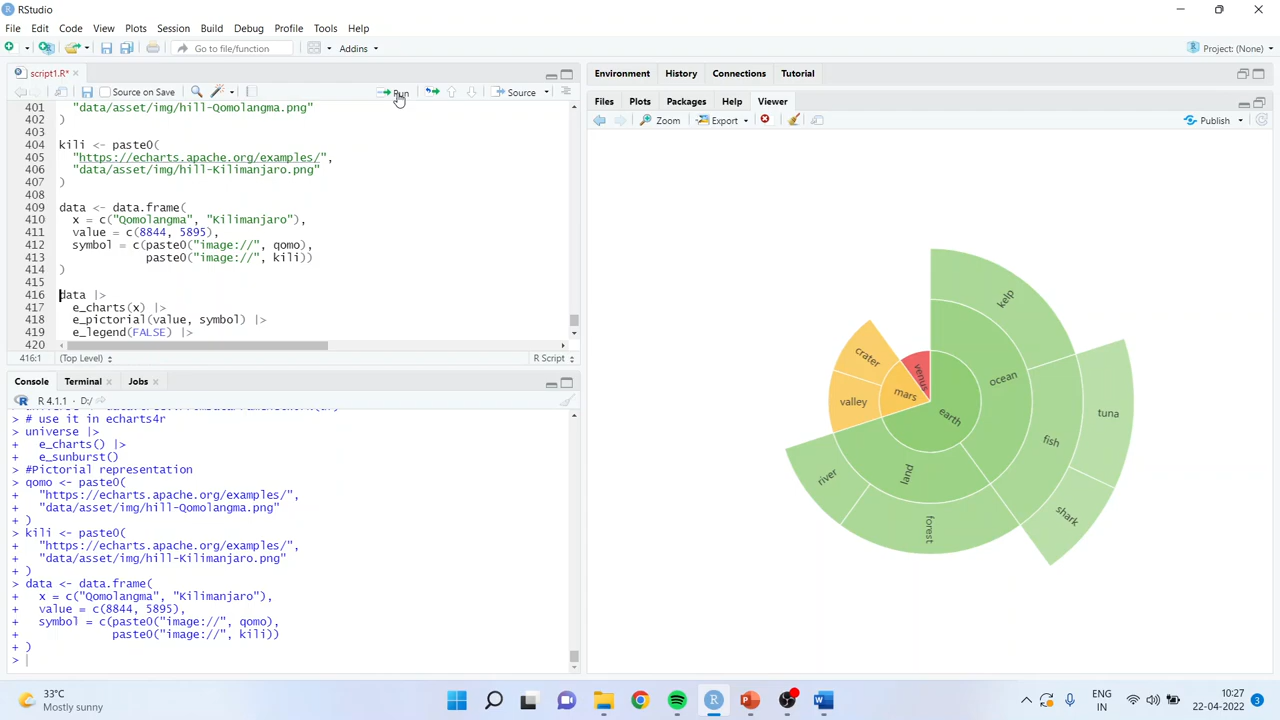 RStudio
File Edit Code View Plots Session Build Debug Profile Tools Help
Go to file/function Addins Project: (None)
script1.R*
Source on Save Run Source
401 "data/asset/img/hill-Qomolangma.png"
402 )
403
404 kili <- paste0(
405 "https://echarts.apache.org/examples/",
406 "data/asset/img/hill-Kilimanjaro.png"
407 )
408
409 data <- data.frame(
410 x = c("Qomolangma", "Kilimanjaro"),
411 value = c(8844, 5895),
412 symbol = c(paste0("image://", qomo),
413 paste0("image://", kili))
414 )
415
416 data |>
417 e_charts(x) |>
418 e_pictorial(value, symbol) |>
419 e_legend(FALSE) |>
420
416:1 (Top Level) R Script
Console Terminal Jobs
R 4.1.1 · D:/
> # use it in echarts4r
> universe |>
+ e_charts() |>
+ e_sunburst()
> #Pictorial representation
> qomo <- paste0(
+ "https://echarts.apache.org/examples/",
+ "data/asset/img/hill-Qomolangma.png"
+ )
> kili <- paste0(
+ "https://echarts.apache.org/examples/",
+ "data/asset/img/hill-Kilimanjaro.png"
+ )
> data <- data.frame(
+ x = c("Qomolangma", "Kilimanjaro"),
+ value = c(8844, 5895),
+ symbol = c(paste0("image://", qomo),
+ paste0("image://", kili))
+ )
>
Environment History Connections Tutorial
Files Plots Packages Help Viewer
Zoom Export Publish
kelp
crater
venus
ocean
mars
valley
earth
tuna
fish
river
land
shark
forest
33°C
Mostly sunny
ENG
IN
10:27
22-04-2022
3